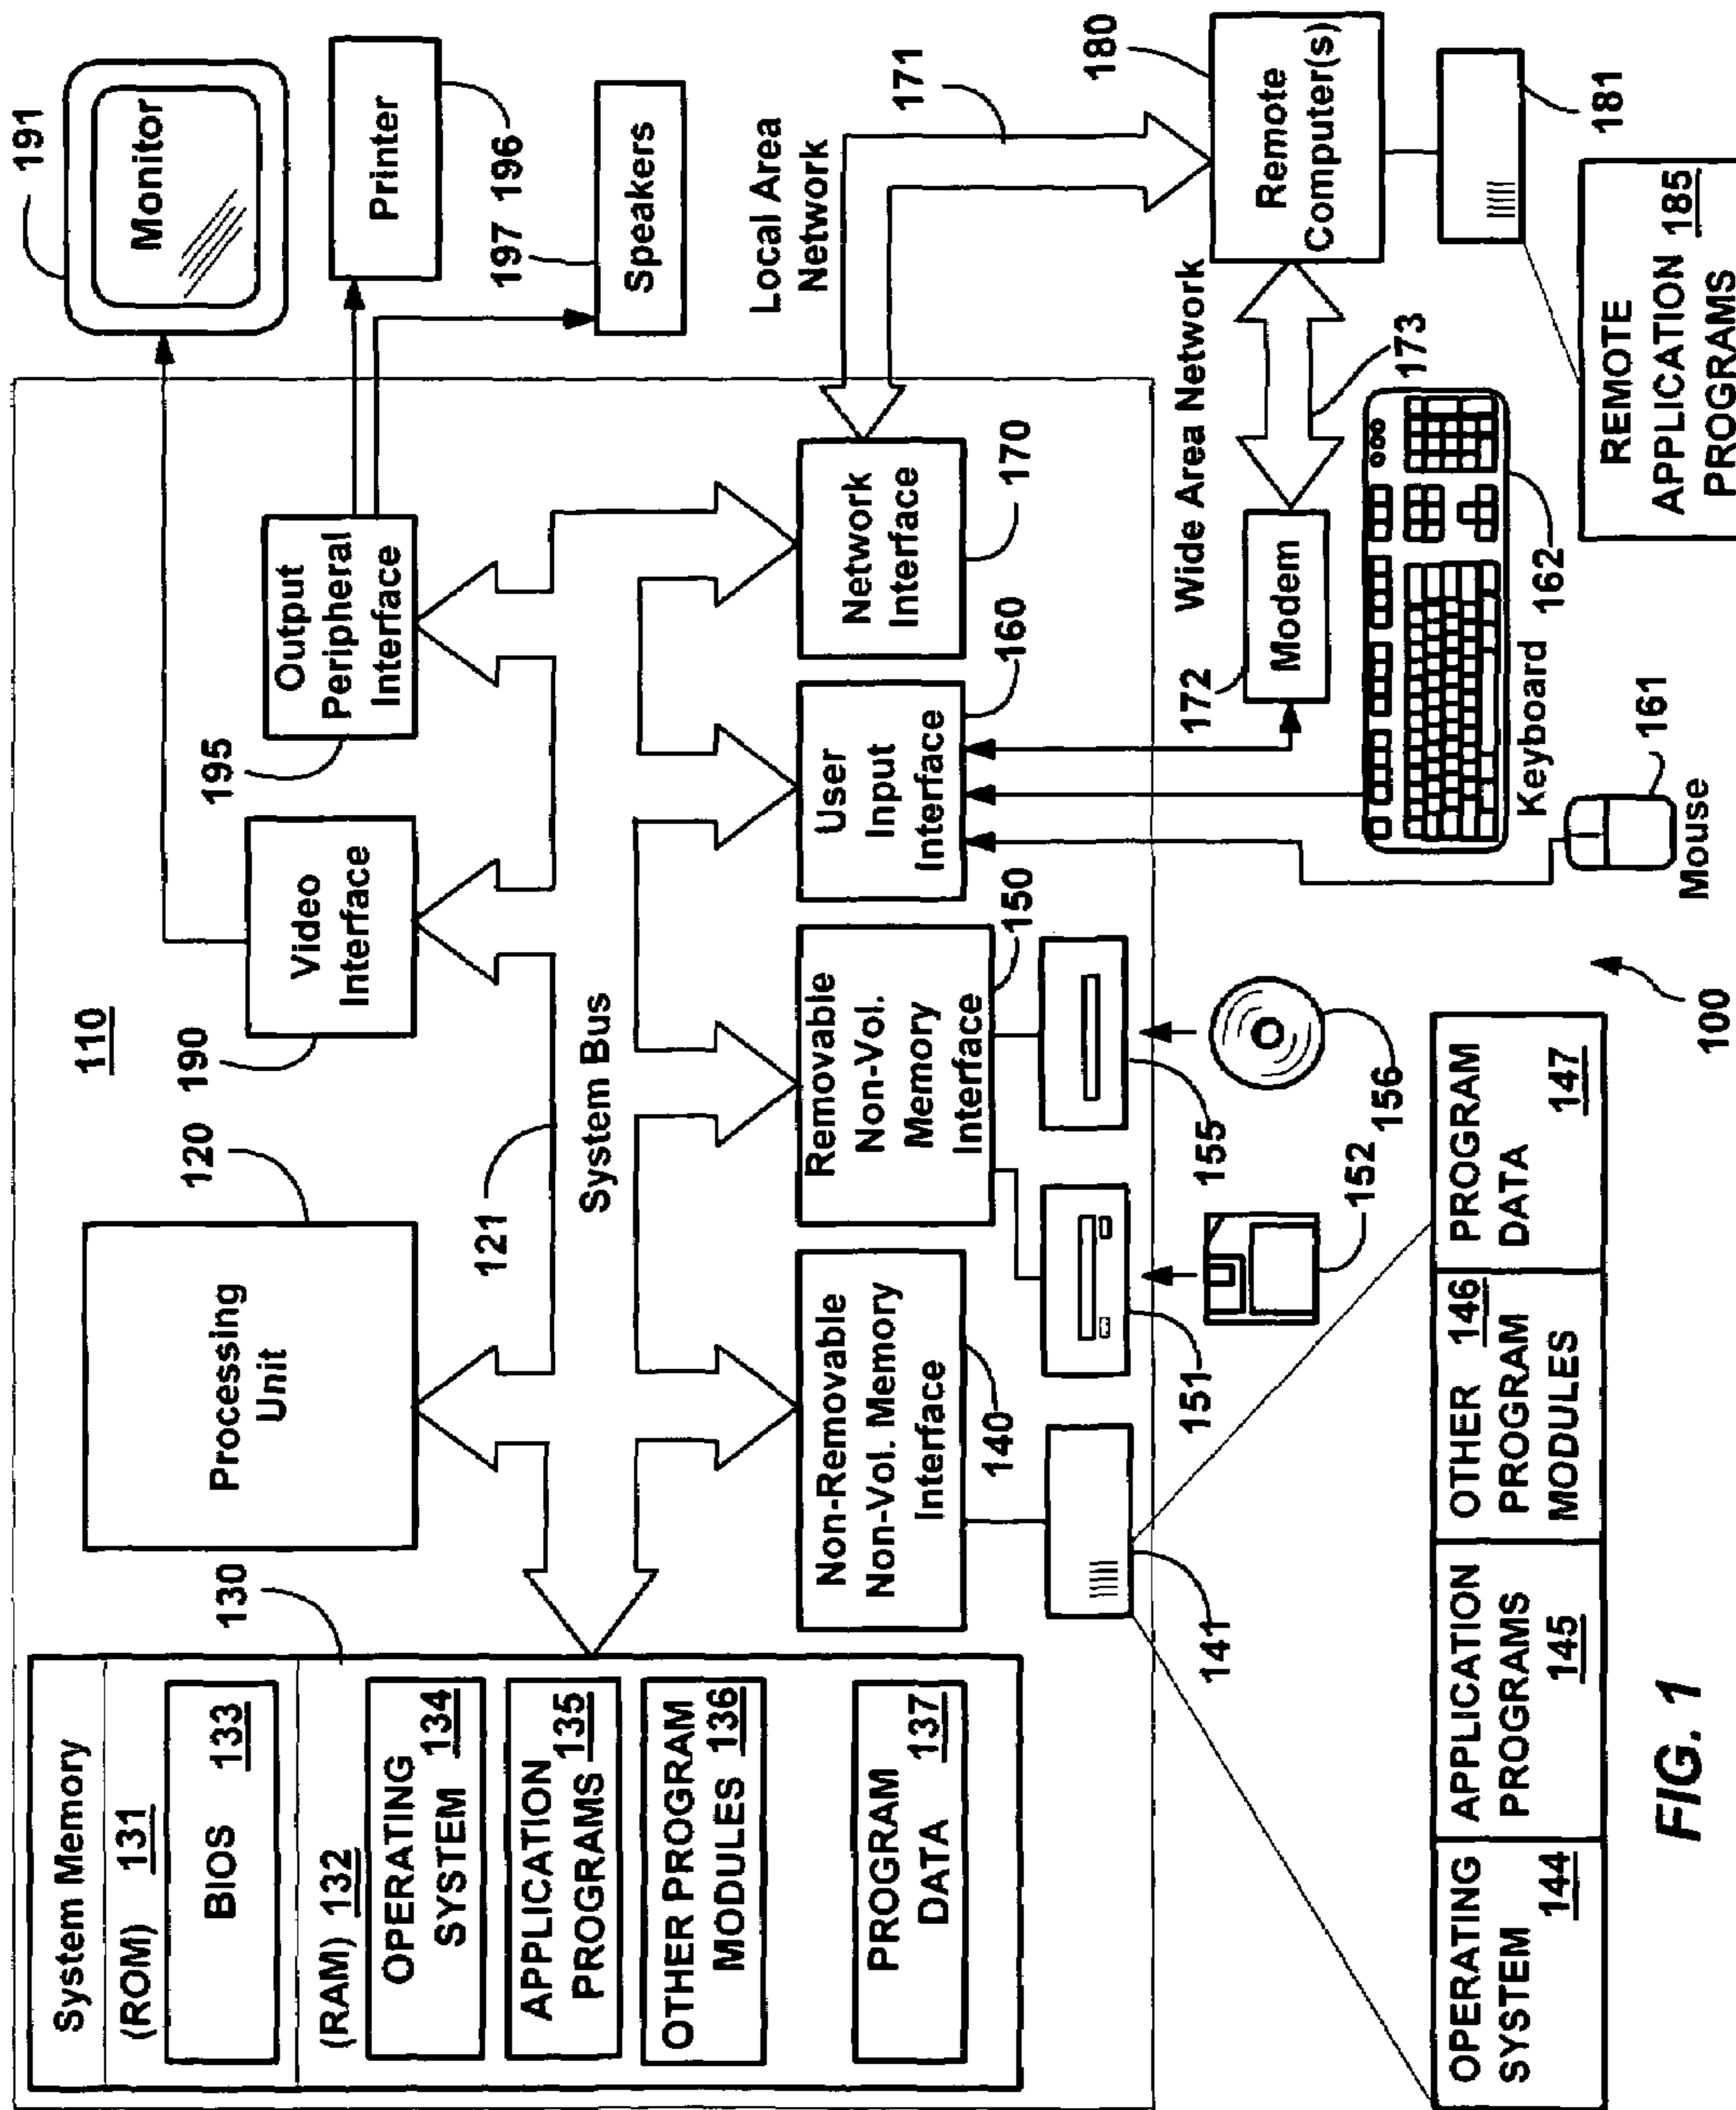 System Memory
(ROM) 131
BIOS 133
(RAM) 132
OPERATING
SYSTEM 134
APPLICATION
PROGRAMS 135
OTHER PROGRAM
MODULES 136
PROGRAM
DATA 137
130
Processing
Unit
120
110
190
Video
Interface
195
Output
Peripheral
Interface
191
Monitor
Printer
196
197
Speakers
121
System Bus
Non-Removable
Non-Vol. Memory
Interface
140
Removable
Non-Vol.
Memory
Interface
150
User
Input
Interface
160
Network
Interface
170
Local Area
Network
171
141
151
155
152
156
172
Modem
Wide Area Network
173
Remote
Computer(s)
180
181
Keyboard
162
Mouse
161
REMOTE
APPLICATION
PROGRAMS
185
OPERATING
SYSTEM
144
APPLICATION
PROGRAMS
145
OTHER
PROGRAM
MODULES
146
PROGRAM
DATA
147
100
FIG. 1